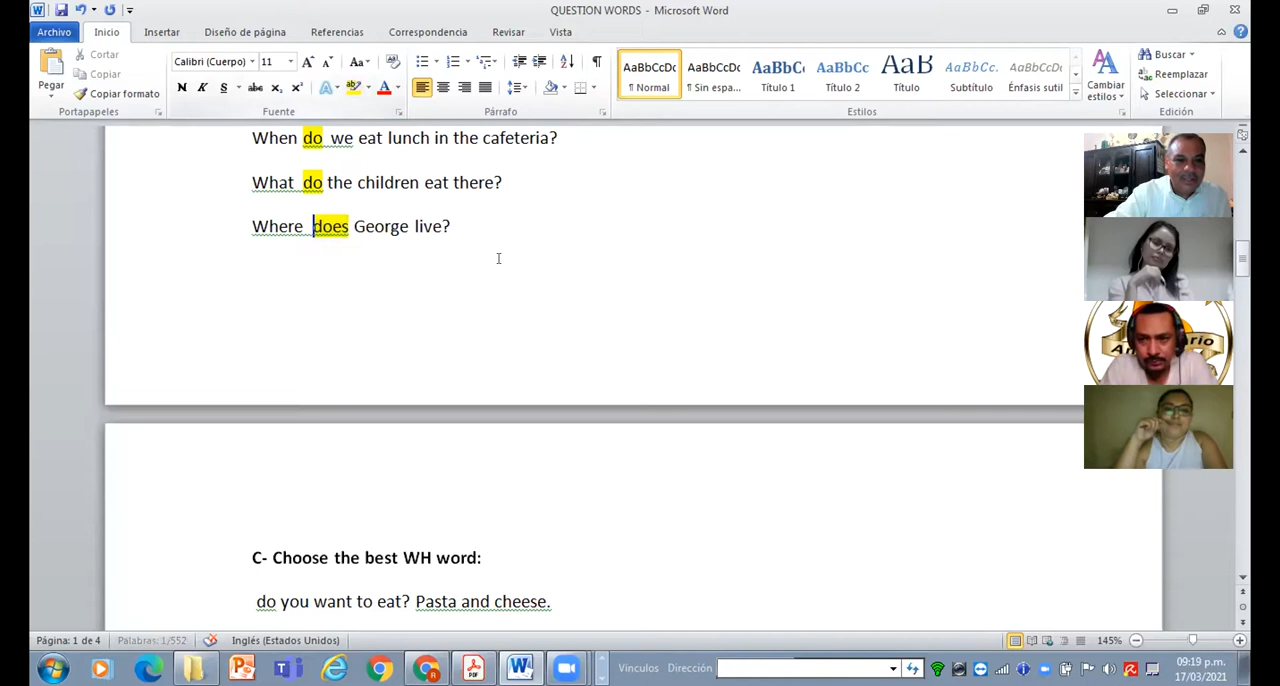 QUESTION WORDS - Microsoft Word
Archivo Inicio Insertar Diseño de página Referencias Correspondencia Revisar Vista
Pegar
Cortar
Copiar
Copiar formato
Portapapeles
Calibri (Cuerpo) 11
Fuente
Párrafo
AaBbCcDc
¶ Normal
AaBbCcDc
¶ Sin espa...
AaBbCc
Título 1
AaBbCc
Título 2
AaB
Título
AaBbCc.
Subtítulo
AaBbCcDc
Énfasis sutil
Estilos
Cambiar
estilos
Buscar
Reemplazar
Seleccionar
Edición
When do we eat lunch in the cafeteria?
What do the children eat there?
Where does George live?
C- Choose the best WH word:
do you want to eat? Pasta and cheese.
Página: 1 de 4 Palabras: 1/552 Inglés (Estados Unidos) 145%
Vínculos Dirección
09:19 p.m.
17/03/2021